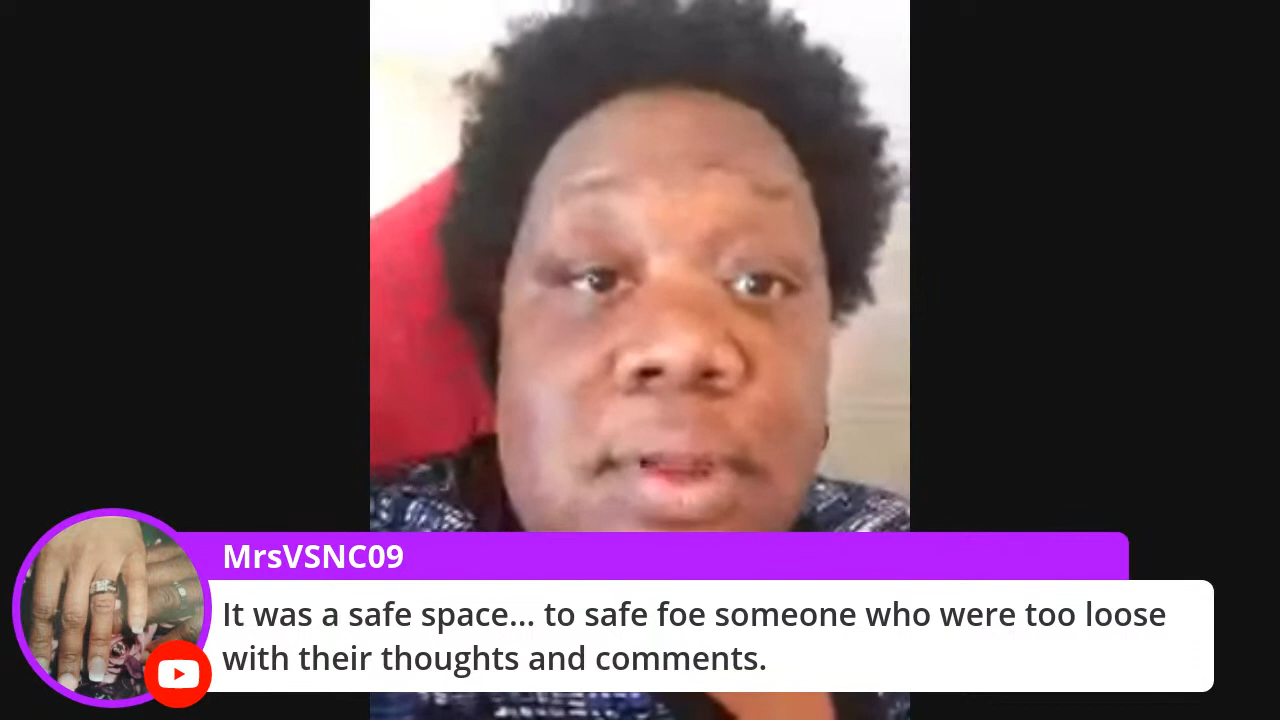 MrsVSNC09
It was a safe space... to safe foe someone who were too loose
with their thoughts and comments.